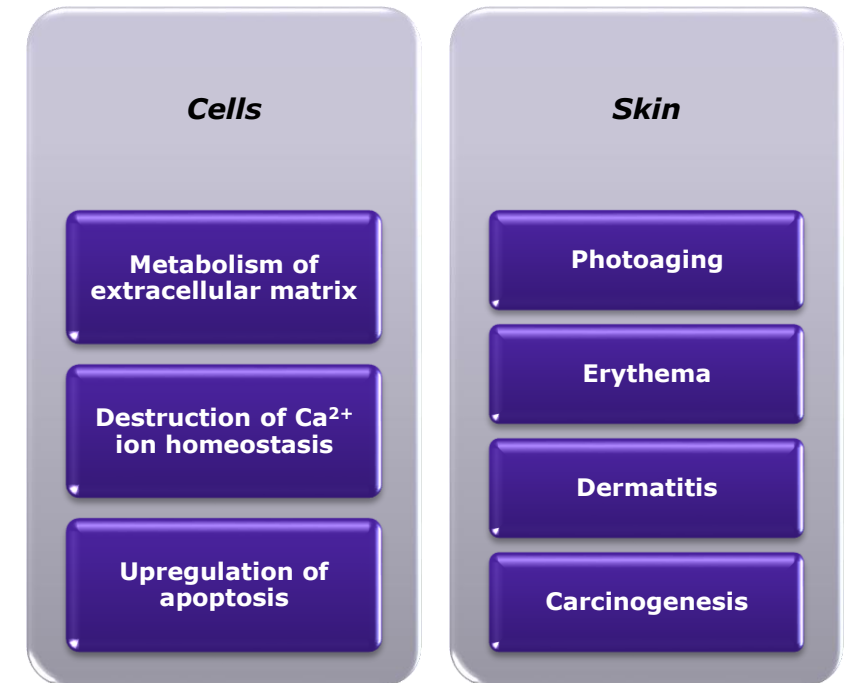 Cells
Metabolism of
extracellular matrix
Destruction of Ca²⁺
ion homeostasis
Upregulation of
apoptosis
Skin
Photoaging
Erythema
Dermatitis
Carcinogenesis